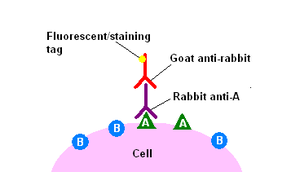 Fluorescent/staining
tag
Goat anti-rabbit
Rabbit anti-A
A
A
B
B
B
Cell